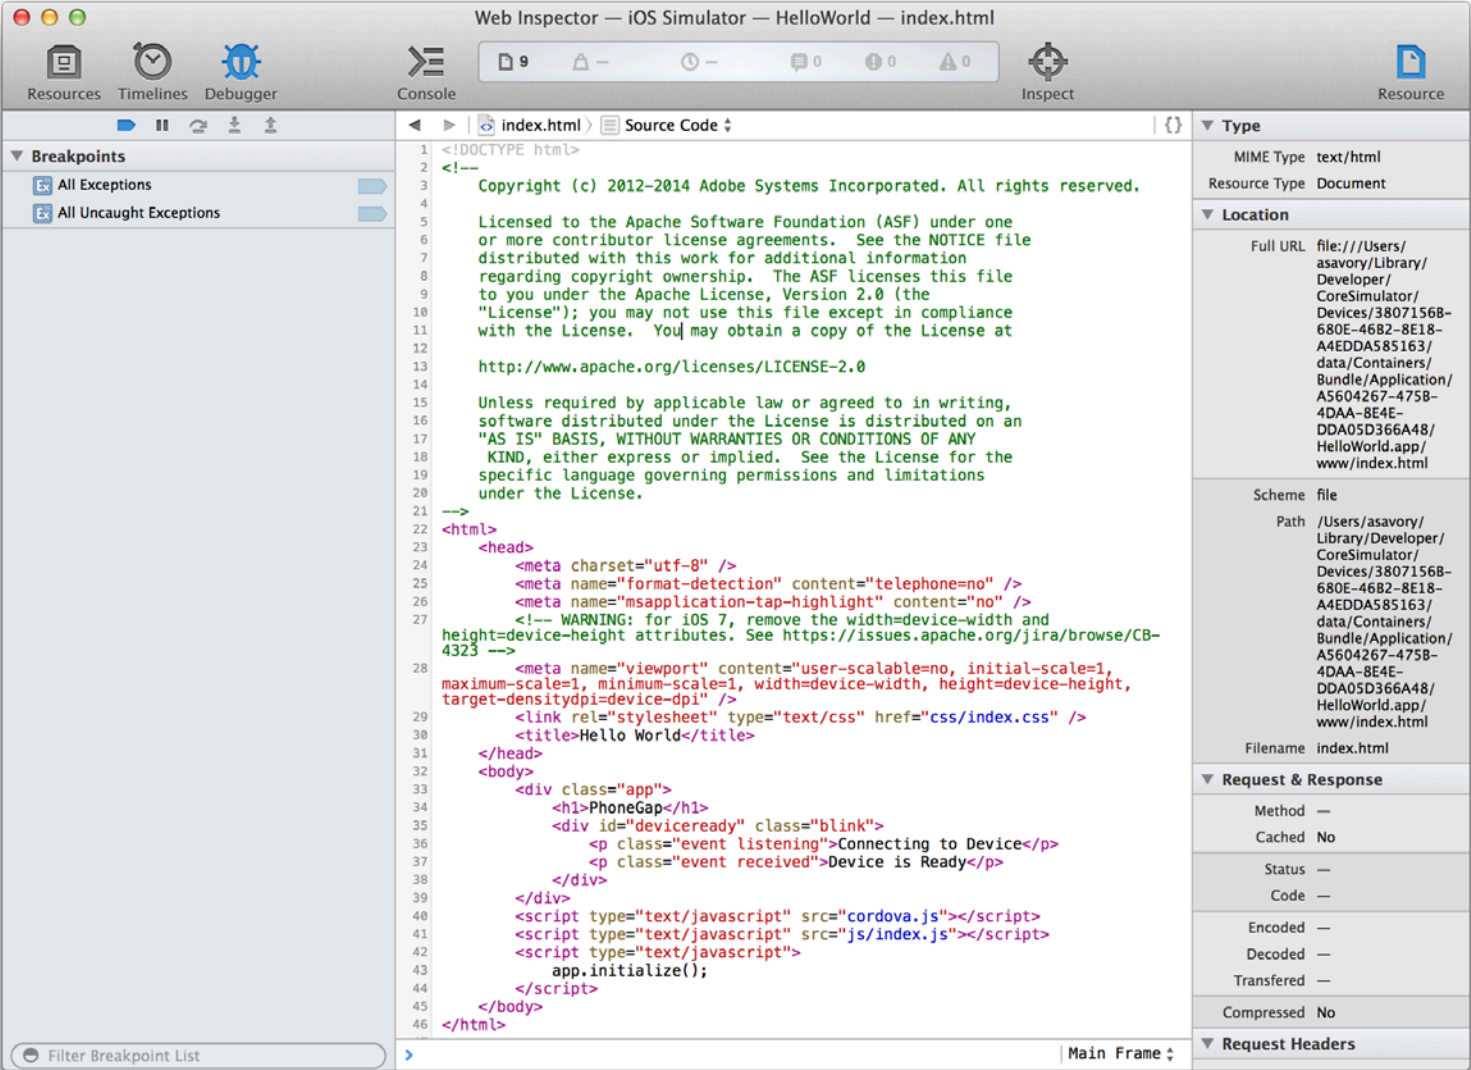 Web Inspector — iOS Simulator — HelloWorld — index.html
Resources Timelines Debugger Console 9 — — 0 0 0 Inspect Resource
Breakpoints
All Exceptions
All Uncaught Exceptions
Filter Breakpoint List
index.html Source Code {}
1 <!DOCTYPE html>
2 <!--
3 Copyright (c) 2012-2014 Adobe Systems Incorporated. All rights reserved.
4
5 Licensed to the Apache Software Foundation (ASF) under one
6 or more contributor license agreements.  See the NOTICE file
7 distributed with this work for additional information
8 regarding copyright ownership.  The ASF licenses this file
9 to you under the Apache License, Version 2.0 (the
10 "License"); you may not use this file except in compliance
11 with the License.  You may obtain a copy of the License at
12
13 http://www.apache.org/licenses/LICENSE-2.0
14
15 Unless required by applicable law or agreed to in writing,
16 software distributed under the License is distributed on an
17 "AS IS" BASIS, WITHOUT WARRANTIES OR CONDITIONS OF ANY
18 KIND, either express or implied.  See the License for the
19 specific language governing permissions and limitations
20 under the License.
21 -->
22 <html>
23 <head>
24 <meta charset="utf-8" />
25 <meta name="format-detection" content="telephone=no" />
26 <meta name="msapplication-tap-highlight" content="no" />
27 <!-- WARNING: for iOS 7, remove the width=device-width and
height=device-height attributes. See https://issues.apache.org/jira/browse/CB-
4323 -->
28 <meta name="viewport" content="user-scalable=no, initial-scale=1,
maximum-scale=1, minimum-scale=1, width=device-width, height=device-height,
target-densitydpi=device-dpi" />
29 <link rel="stylesheet" type="text/css" href="css/index.css" />
30 <title>Hello World</title>
31 </head>
32 <body>
33 <div class="app">
34 <h1>PhoneGap</h1>
35 <div id="deviceready" class="blink">
36 <p class="event listening">Connecting to Device</p>
37 <p class="event received">Device is Ready</p>
38 </div>
39 </div>
40 <script type="text/javascript" src="cordova.js"></script>
41 <script type="text/javascript" src="js/index.js"></script>
42 <script type="text/javascript">
43 app.initialize();
44 </script>
45 </body>
46 </html>
Main Frame
Type
MIME Type text/html
Resource Type Document
Location
Full URL file:///Users/
asavory/Library/
Developer/
CoreSimulator/
Devices/3807156B-
680E-46B2-8E18-
A4EDDA585163/
data/Containers/
Bundle/Application/
A5604267-475B-
4DAA-8E4E-
DDA05D366A48/
HelloWorld.app/
www/index.html
Scheme file
Path /Users/asavory/
Library/Developer/
CoreSimulator/
Devices/3807156B-
680E-46B2-8E18-
A4EDDA585163/
data/Containers/
Bundle/Application/
A5604267-475B-
4DAA-8E4E-
DDA05D366A48/
HelloWorld.app/
www/index.html
Filename index.html
Request & Response
Method —
Cached No
Status —
Code —
Encoded —
Decoded —
Transfered —
Compressed No
Request Headers